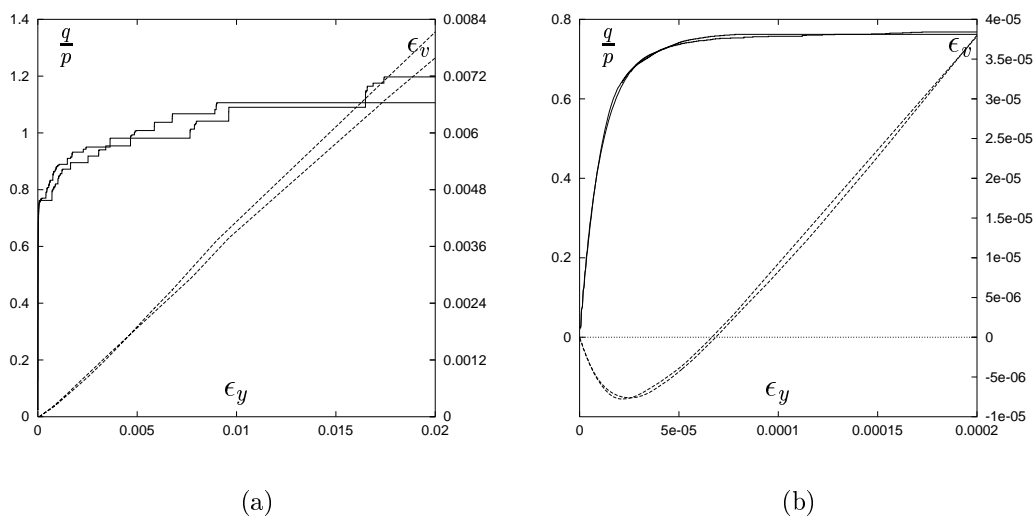 1.4
1.2
1
0.8
0.6
0.4
0.2
0
q/p
ϵ_v
ϵ_y
0.0084
0.0072
0.006
0.0048
0.0036
0.0024
0.0012
0
0
0.005
0.01
0.015
0.02
(a)
0.8
0.6
0.4
0.2
0
q/p
ϵ_v
ϵ_y
4e-05
3.5e-05
3e-05
2.5e-05
2e-05
1.5e-05
1e-05
5e-06
0
-5e-06
-1e-05
0
5e-05
0.0001
0.00015
0.0002
(b)